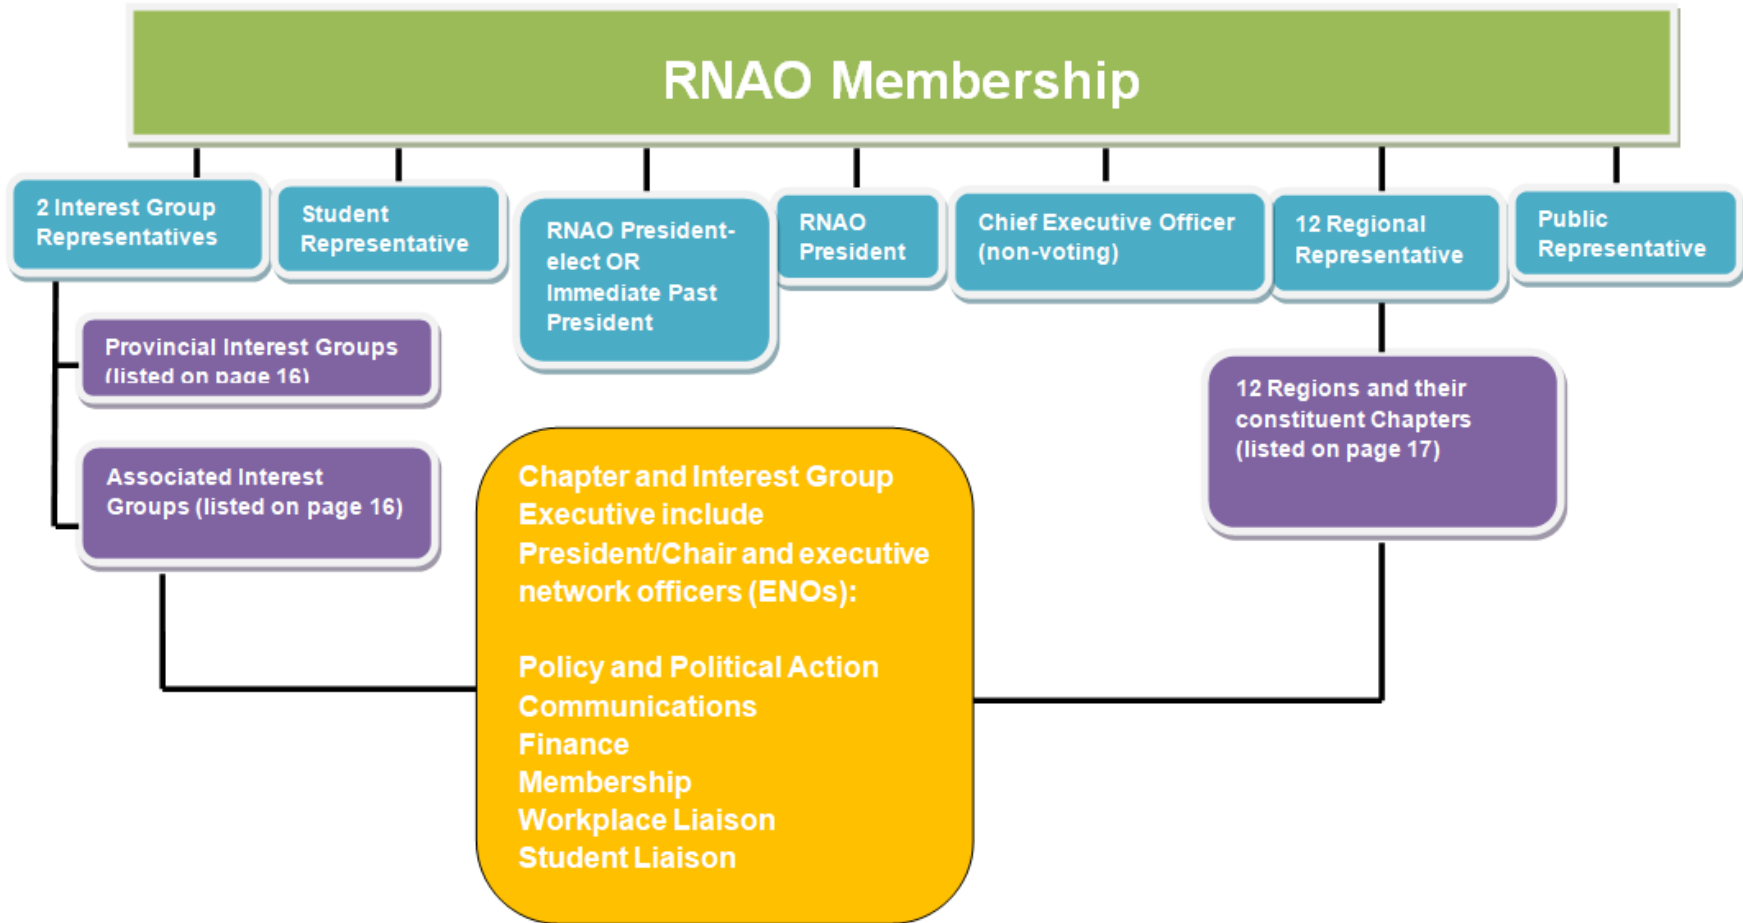 RNAO Membership
2 Interest Group
Representatives
Student
Representative
RNAO President-
elect OR
Immediate Past
President
RNAO
President
Chief Executive Officer
(non-voting)
12 Regional
Representative
Public
Representative
Provincial Interest Groups
(listed on page 16)
Associated Interest
Groups (listed on page 16)
12 Regions and their
constituent Chapters
(listed on page 17)
Chapter and Interest Group
Executive include
President/Chair and executive
network officers (ENOs):
Policy and Political Action
Communications
Finance
Membership
Workplace Liaison
Student Liaison